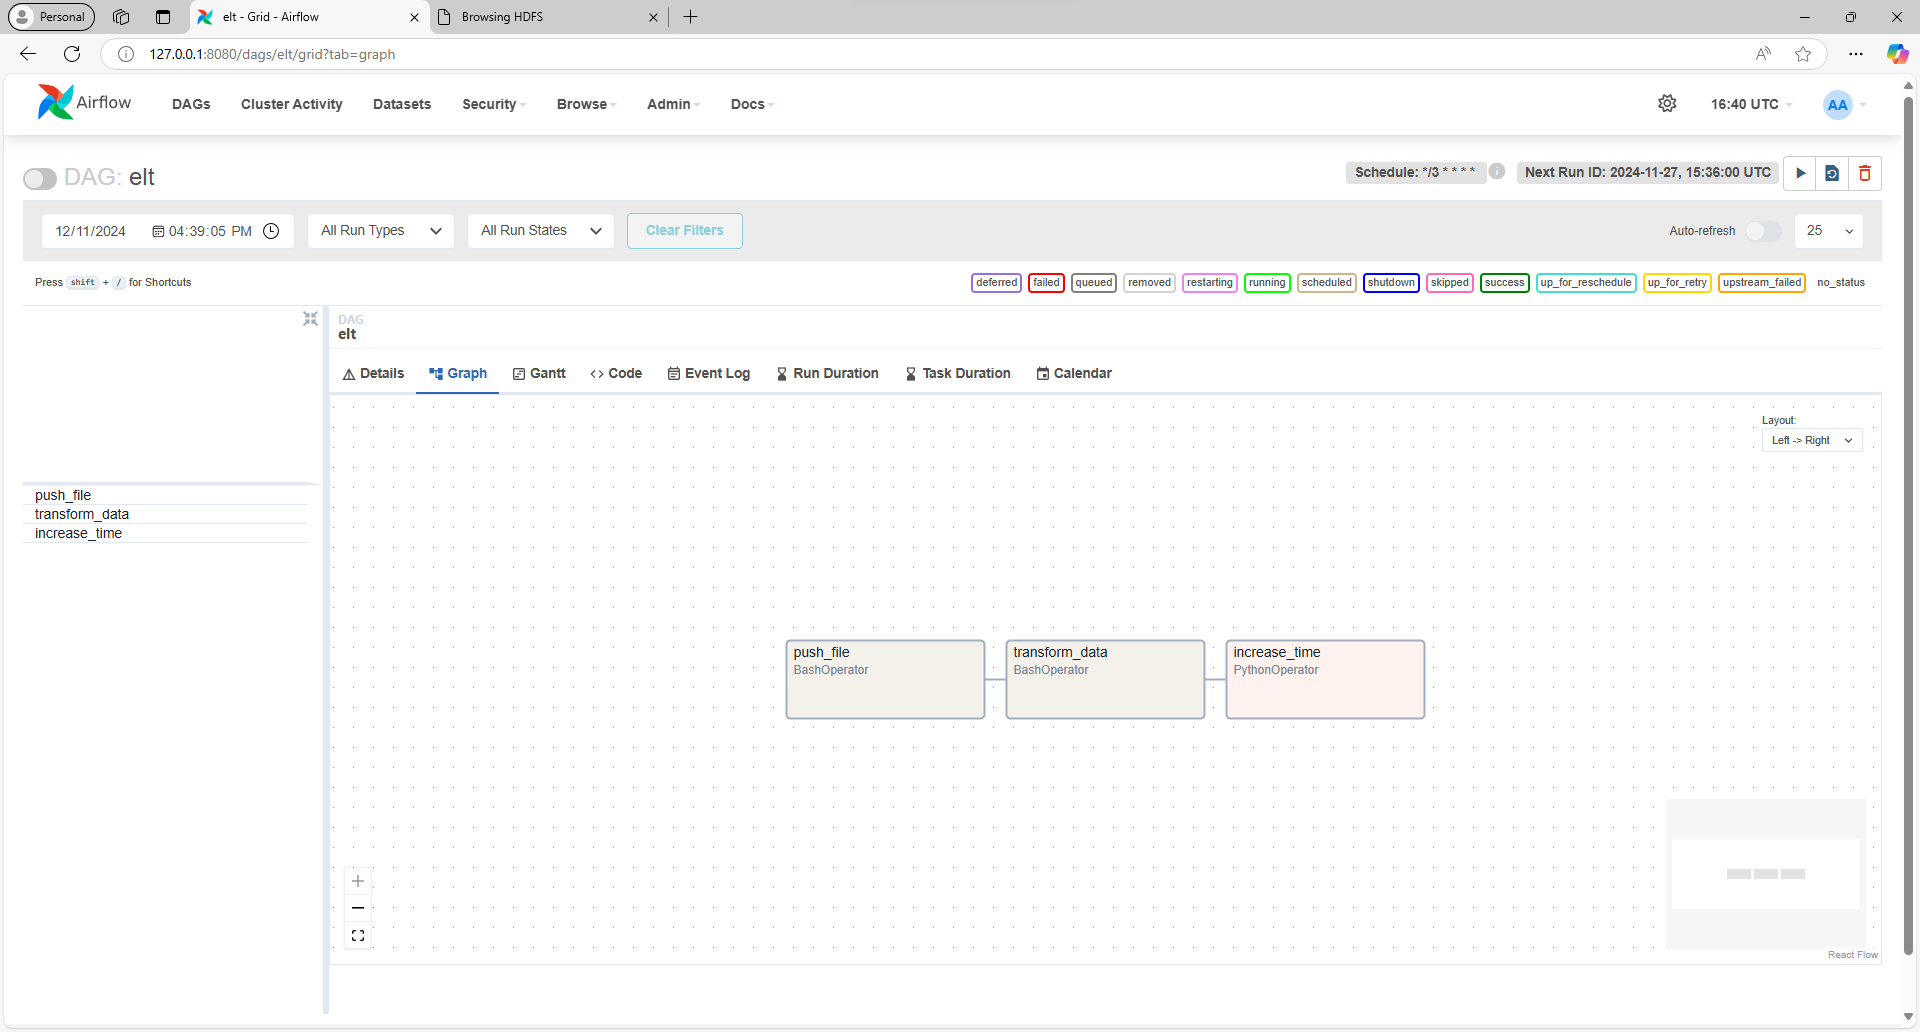 Personal
elt - Grid - Airflow
Browsing HDFS
127.0.0.1:8080/dags/elt/grid?tab=graph
Airflow
DAGs
Cluster Activity
Datasets
Security
Browse
Admin
Docs
16:40 UTC
AA
DAG: elt
Schedule: */3 * * * *
Next Run ID: 2024-11-27, 15:36:00 UTC
12/11/2024
04:39:05 PM
All Run Types
All Run States
Clear Filters
Auto-refresh
25
Press shift + / for Shortcuts
deferred
failed
queued
removed
restarting
running
scheduled
shutdown
skipped
success
up_for_reschedule
up_for_retry
upstream_failed
no_status
DAG
elt
Details
Graph
Gantt
Code
Event Log
Run Duration
Task Duration
Calendar
Layout:
Left -> Right
push_file
transform_data
increase_time
push_file
BashOperator
transform_data
BashOperator
increase_time
PythonOperator
React Flow